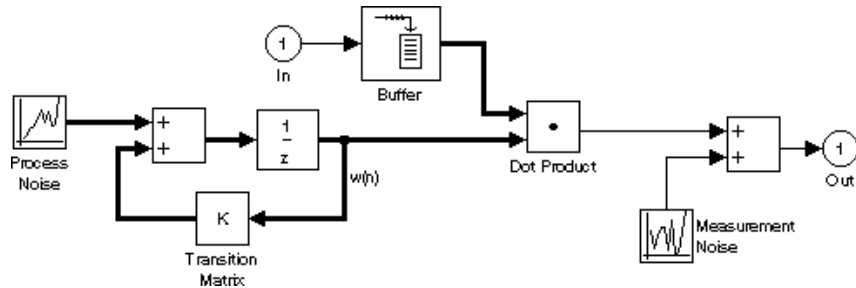 1
In
Buffer
Process
Noise
+
+
1
z
w(n)
K
Transition
Matrix
Dot Product
+
+
Measurement
Noise
1
Out